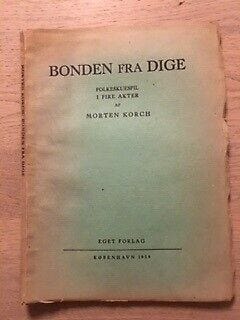 BONDEN FRA DIGE
FOLKESKUESPIL
I FIRE AKTER
AF
MORTEN KORCH
EGET FORLAG
KØBENHAVN